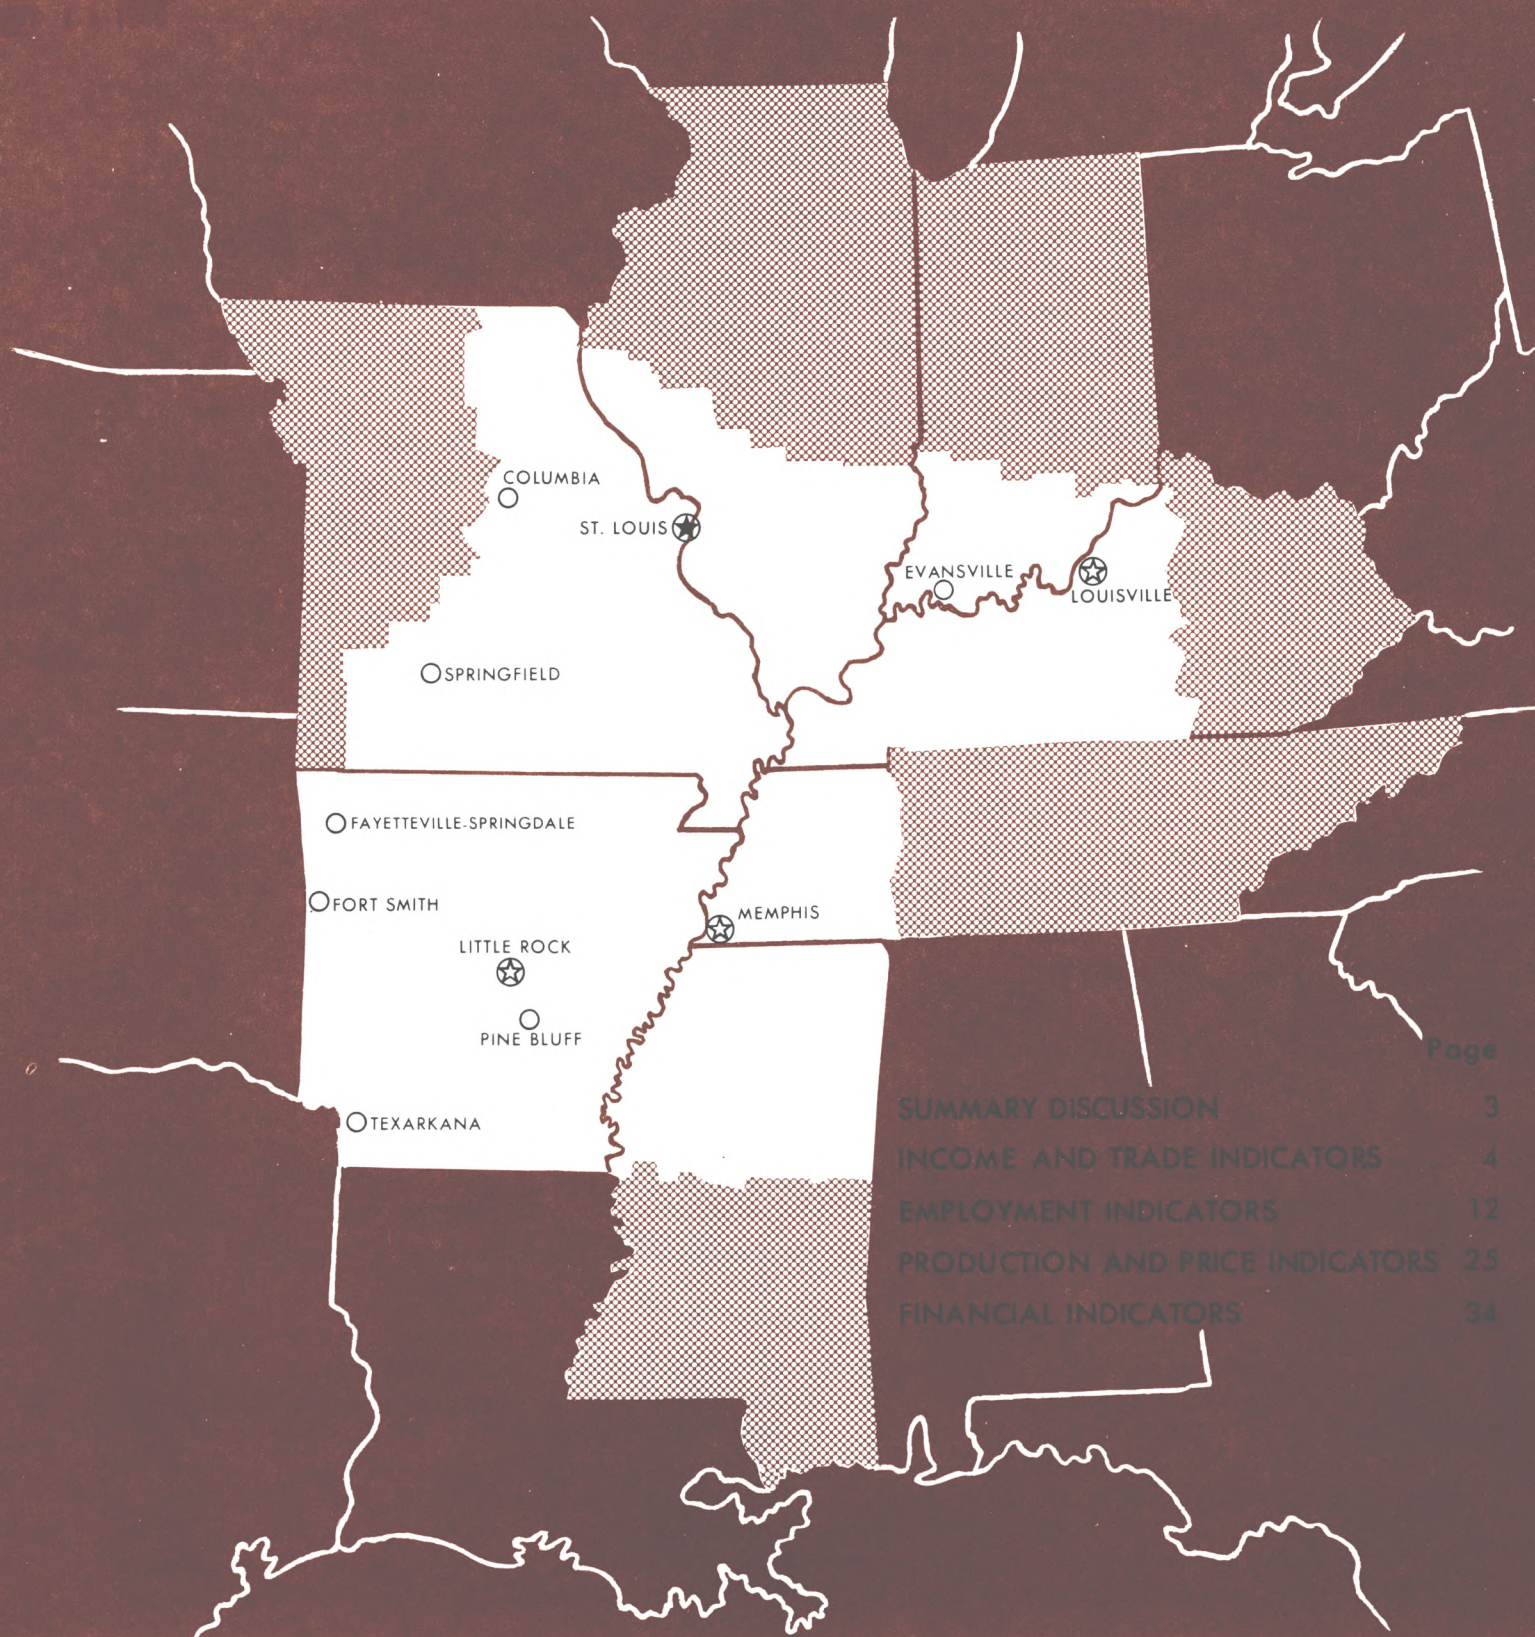 COLUMBIA
ST. LOUIS
EVANSVILLE
LOUISVILLE
SPRINGFIELD
FAYETTEVILLE-SPRINGDALE
FORT SMITH
MEMPHIS
LITTLE ROCK
PINE BLUFF
TEXARKANA
Page
SUMMARY DISCUSSION 3
INCOME AND TRADE INDICATORS 4
EMPLOYMENT INDICATORS 12
PRODUCTION AND PRICE INDICATORS 25
FINANCIAL INDICATORS 34